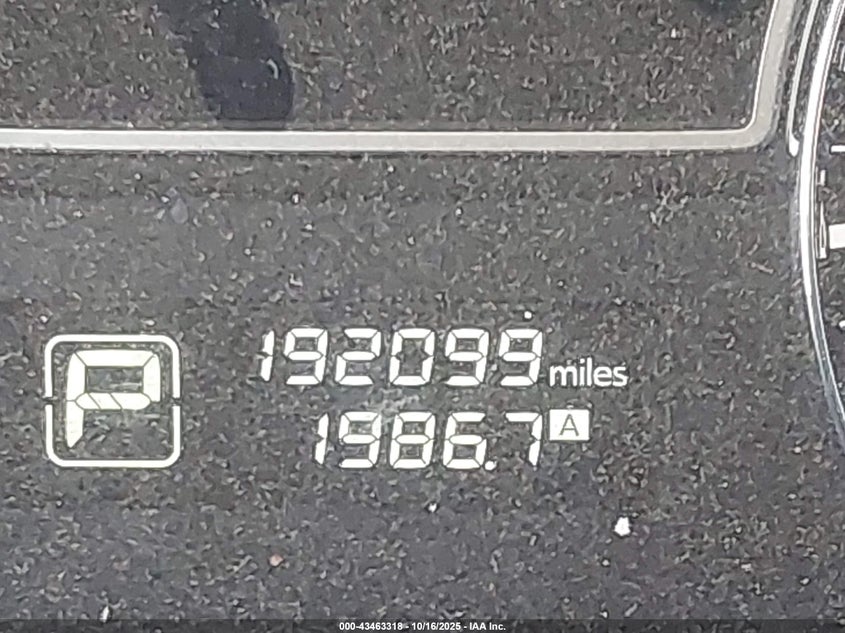 192099 miles
P
1986.7 A
000-43463318 - 10/16/2025 - IAA Inc.